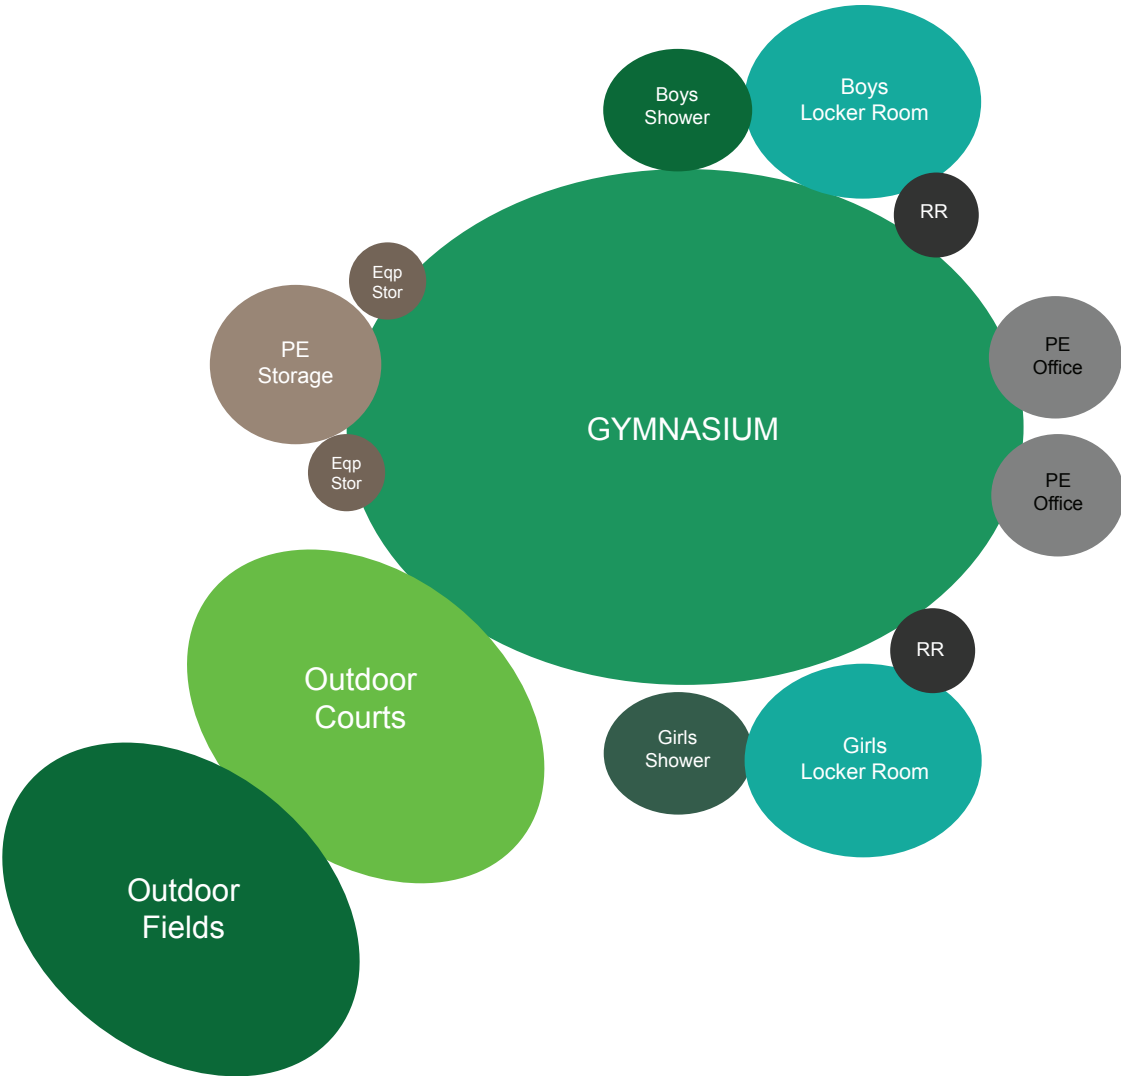 Boys
Locker Room
Boys
Shower
RR
Eqp
Stor
PE
Storage
PE
Office
GYMNASIUM
Eqp
Stor
PE
Office
RR
Outdoor
Courts
Girls
Shower
Girls
Locker Room
Outdoor
Fields